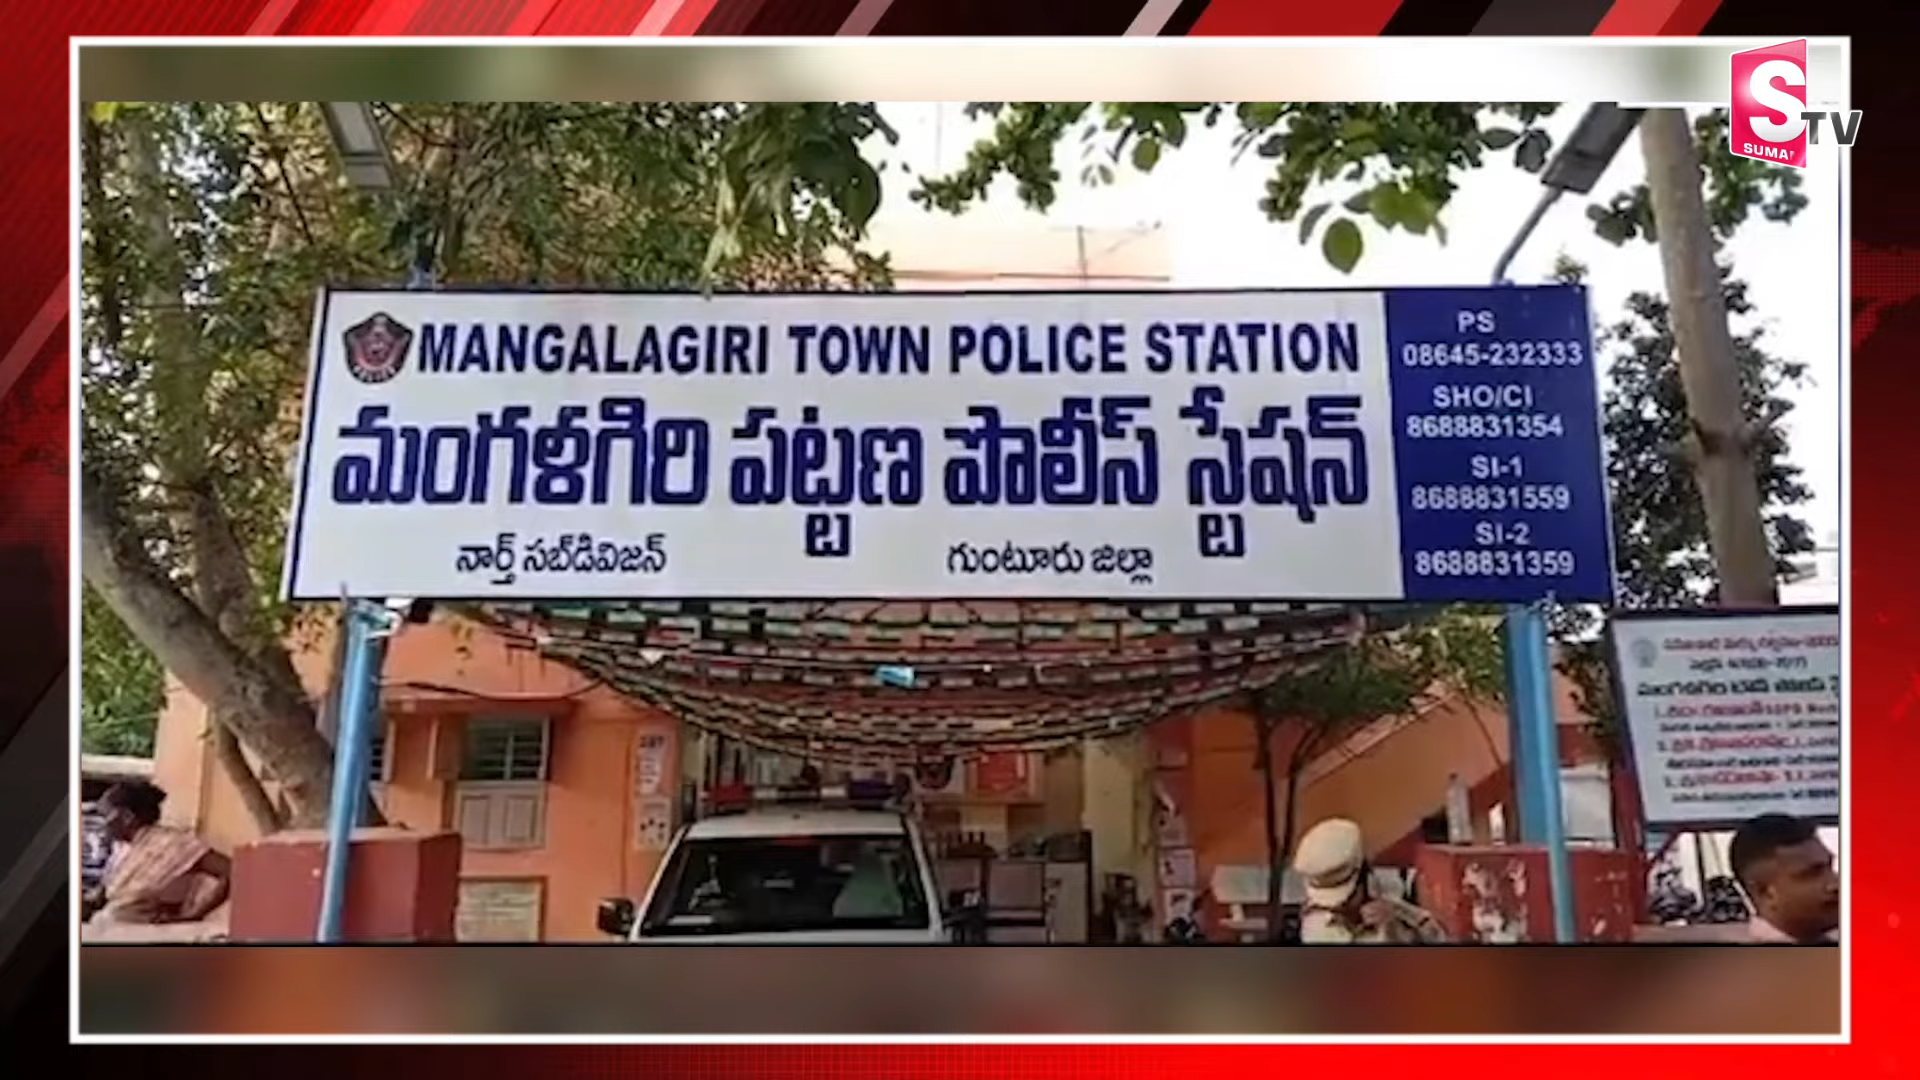 S
TV
SUMAN
MANGALAGIRI TOWN POLICE STATION
మంగళగిరి పట్టణ పొలీస్ స్టేషన్
నార్త్ సబ్‌డివిజన్ గుంటూరు జిల్లా
PS
08645-232333
SHO/CI
8688831354
SI-1
8688831559
SI-2
8688831359